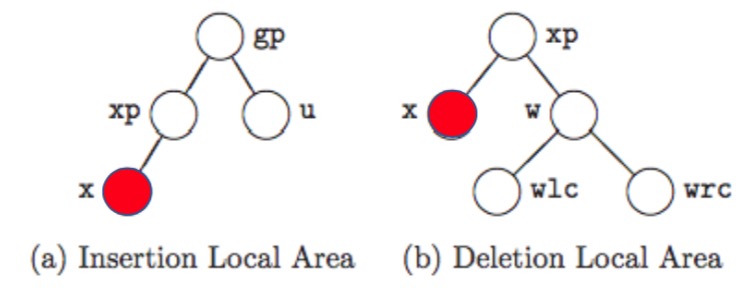 gp
xp
xp
u
x
w
x
wlc
wrc
(a) Insertion Local Area
(b) Deletion Local Area